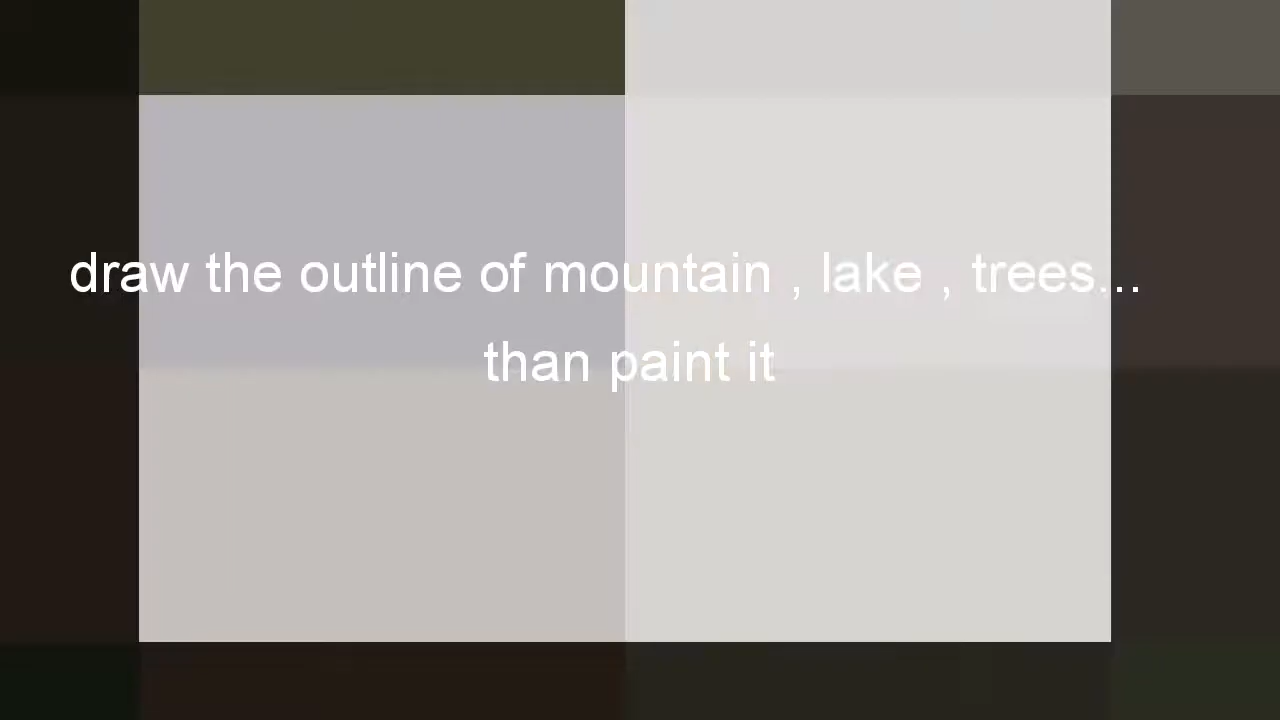 draw the outline of mountain , lake , trees...
than paint it